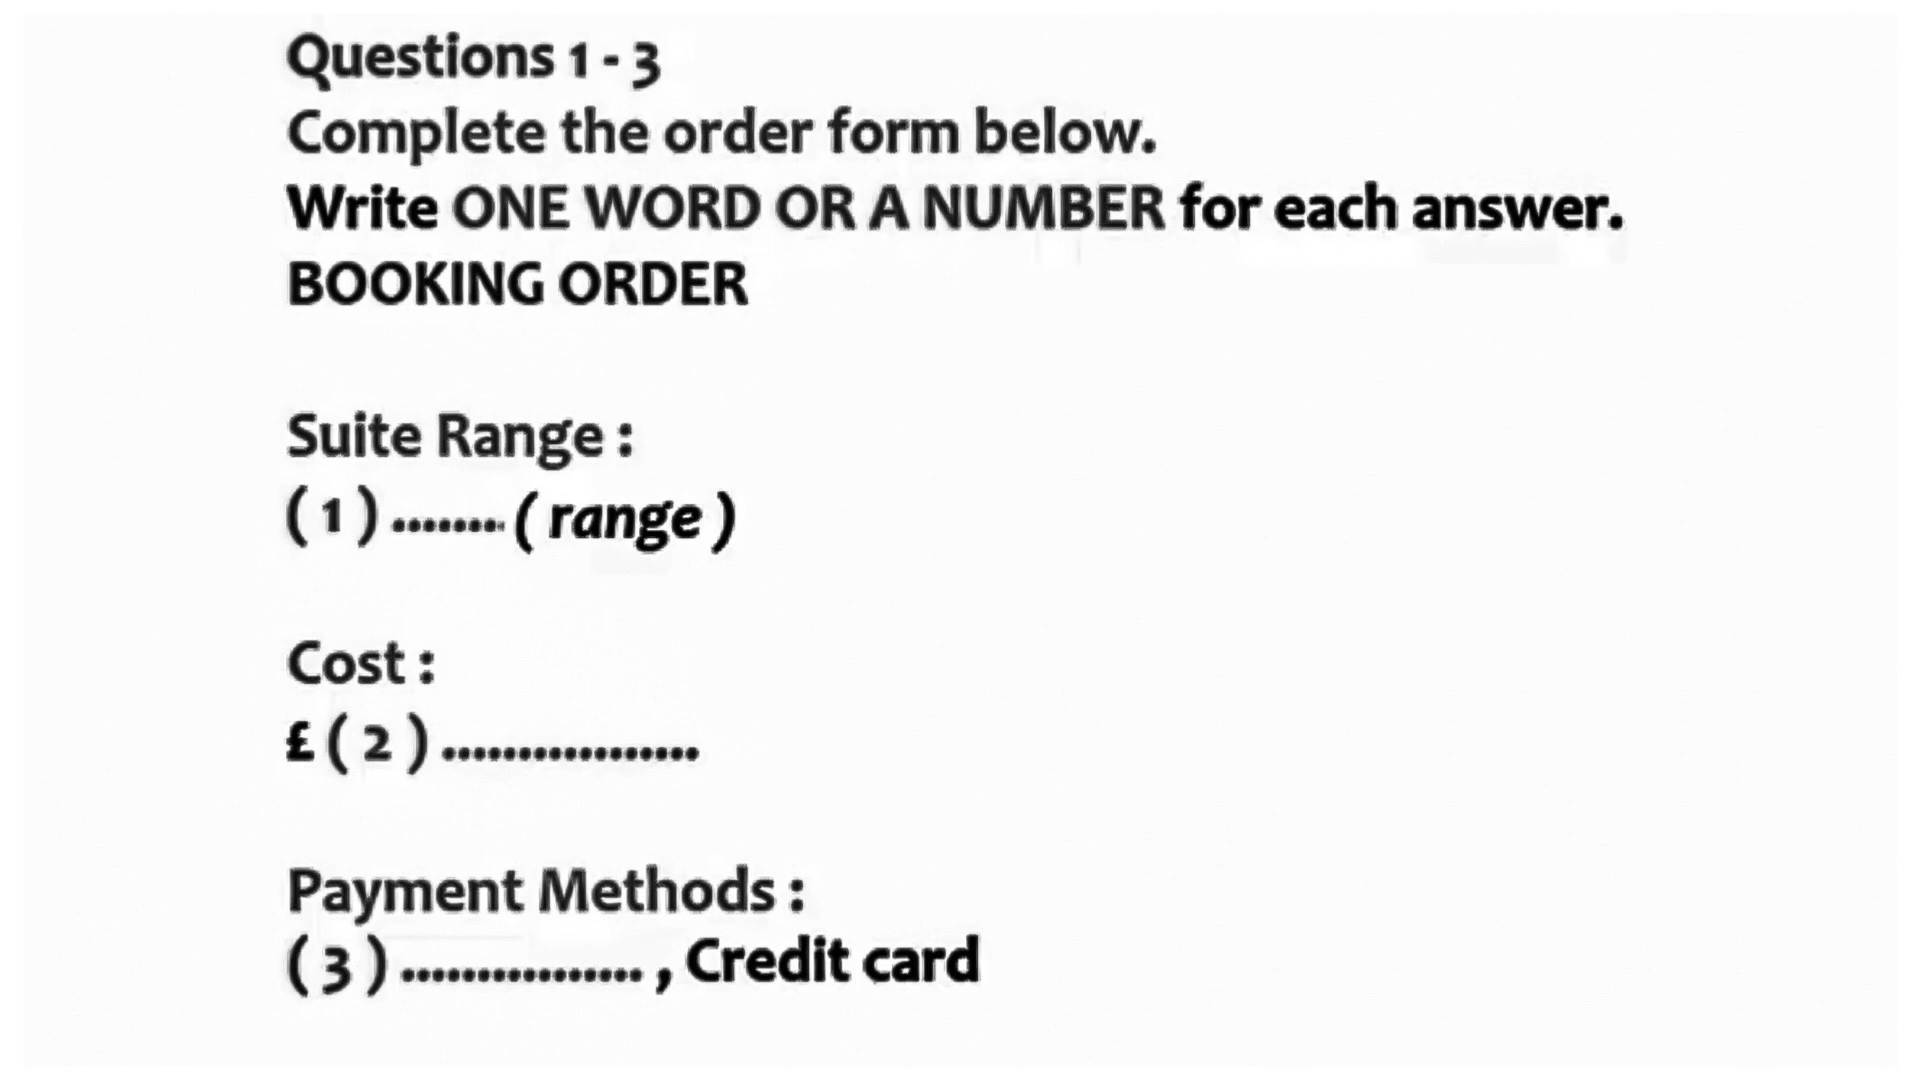 Questions 1 - 3
Complete the order form below.
Write ONE WORD OR A NUMBER for each answer.
BOOKING ORDER
Suite Range :
( 1 ) ........ ( range )
Cost :
£ ( 2 ) .................
Payment Methods :
( 3 ) ................ , Credit card